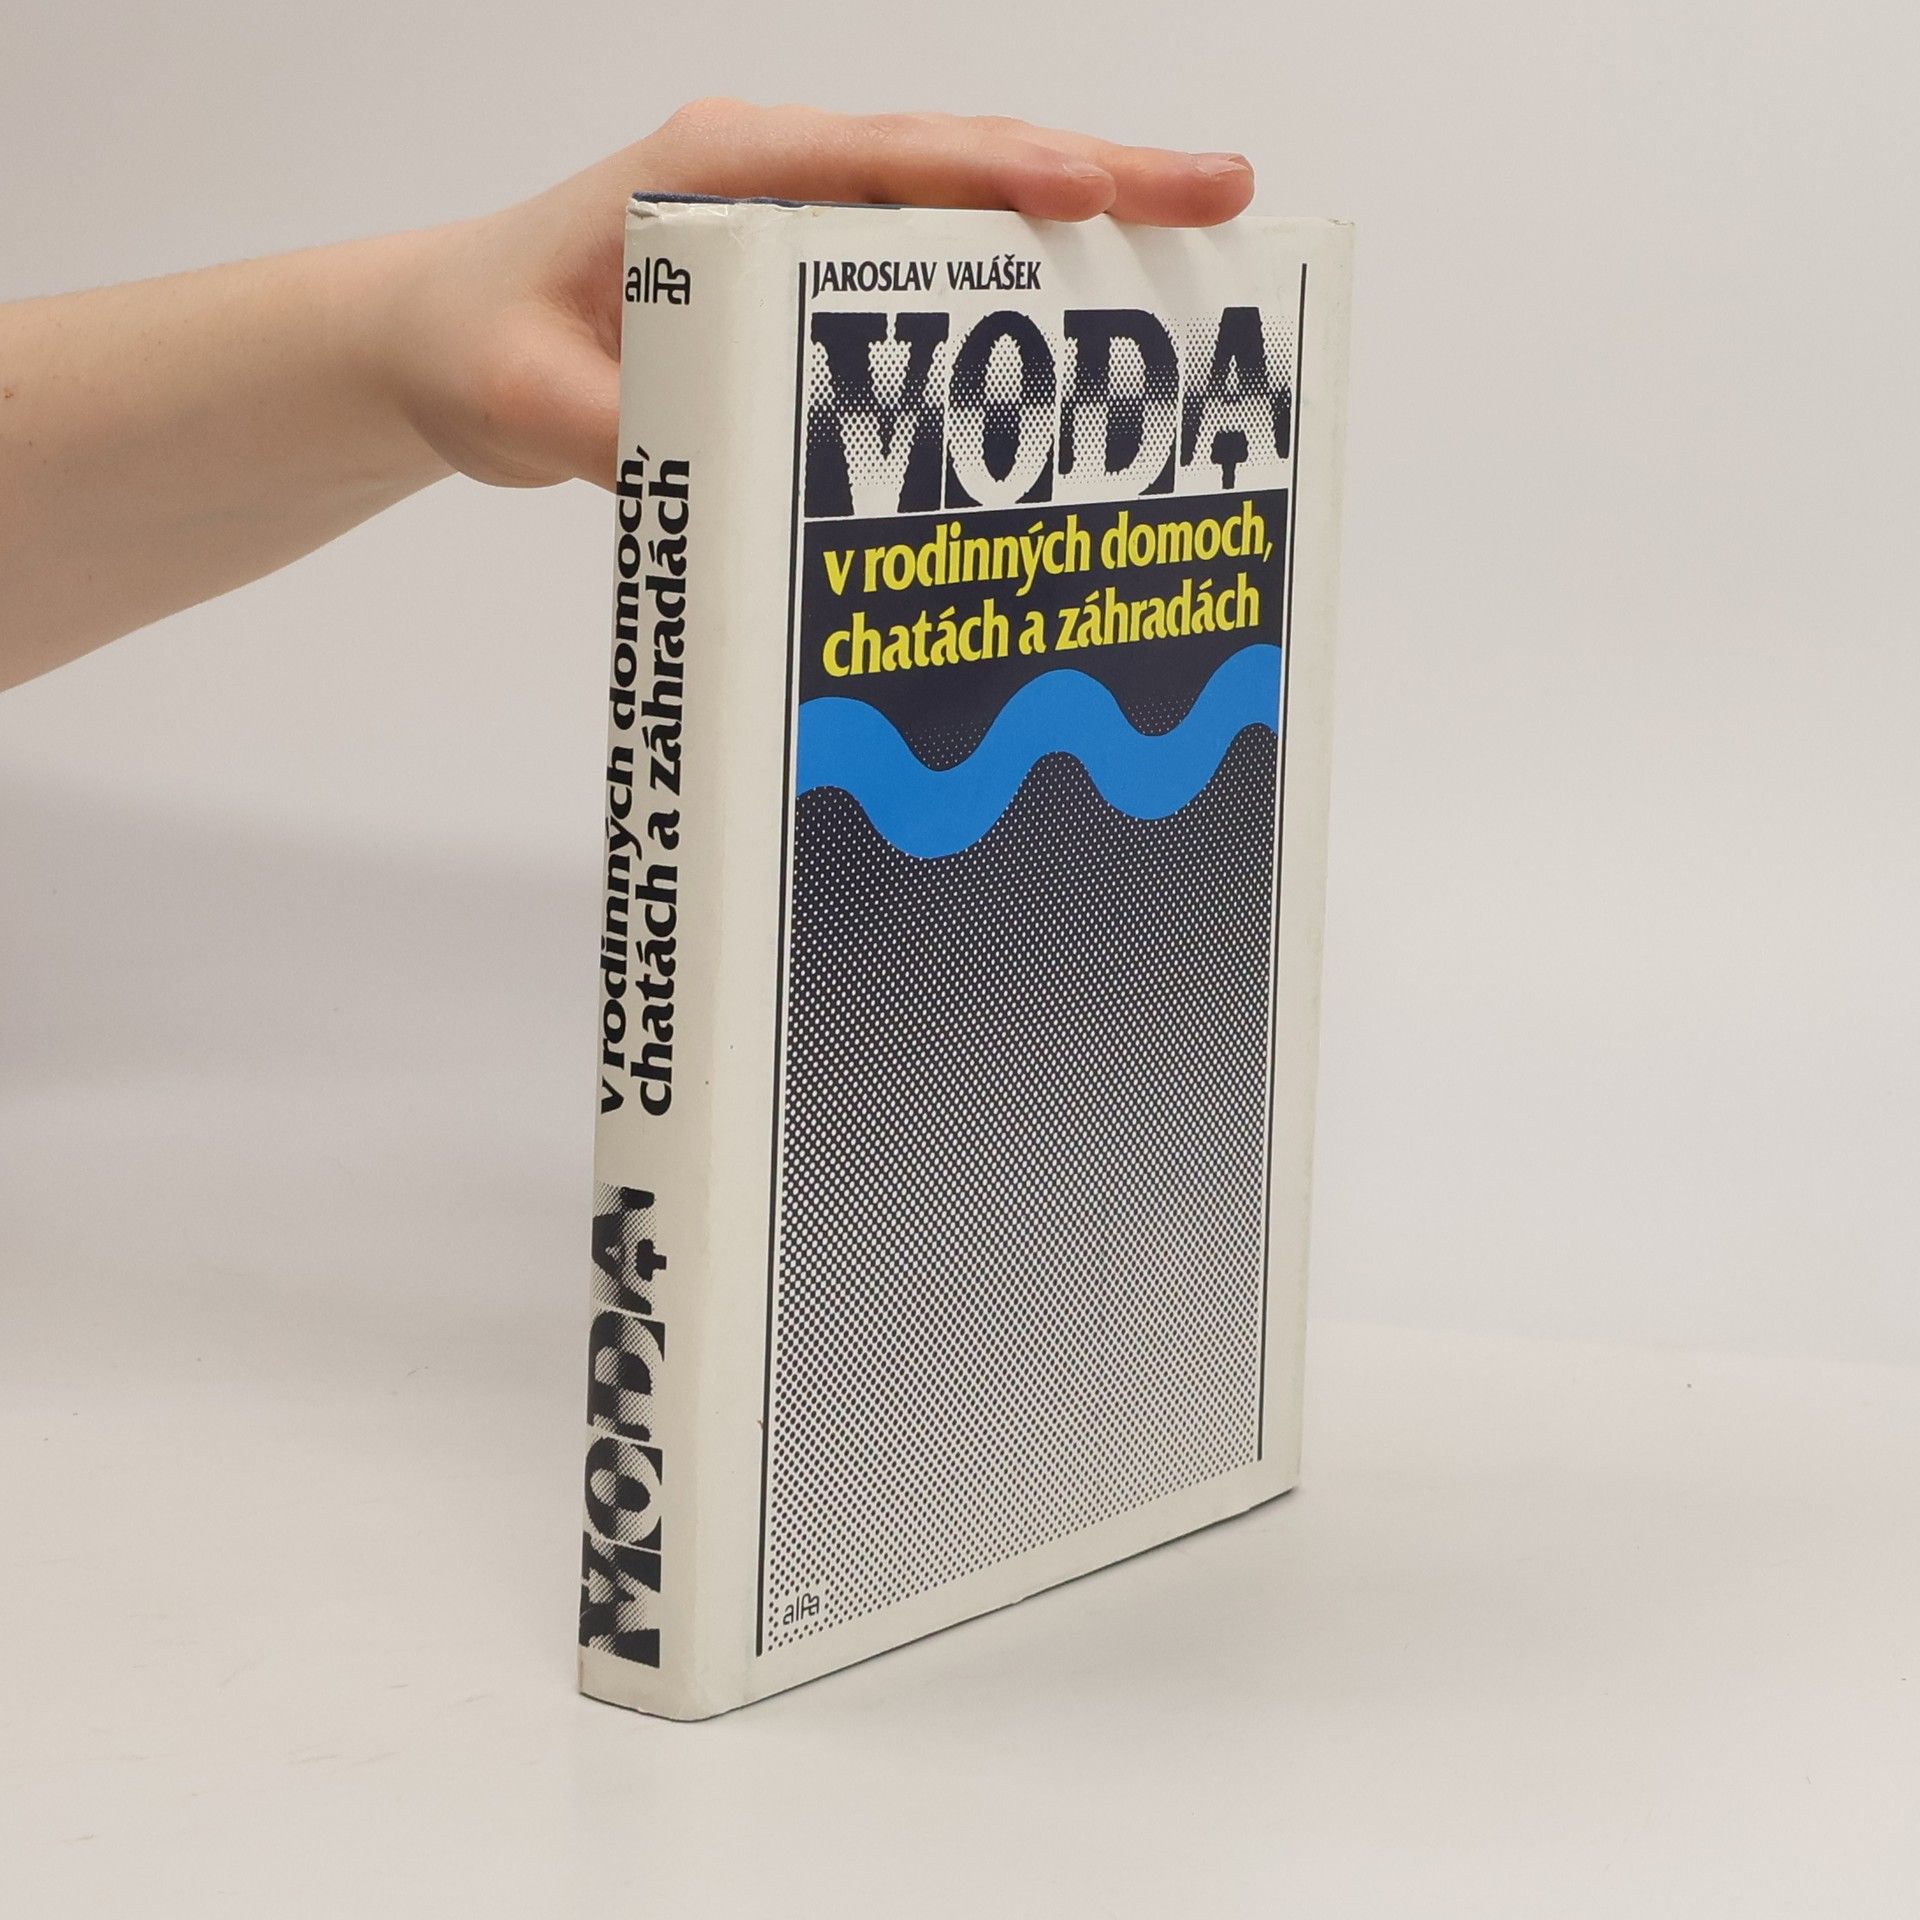 alfa
v rodinných domoch,
chatách a záhradách
VODA
JAROSLAV VALÁŠEK
VODA
v rodinných domoch,
chatách a záhradách
alfa